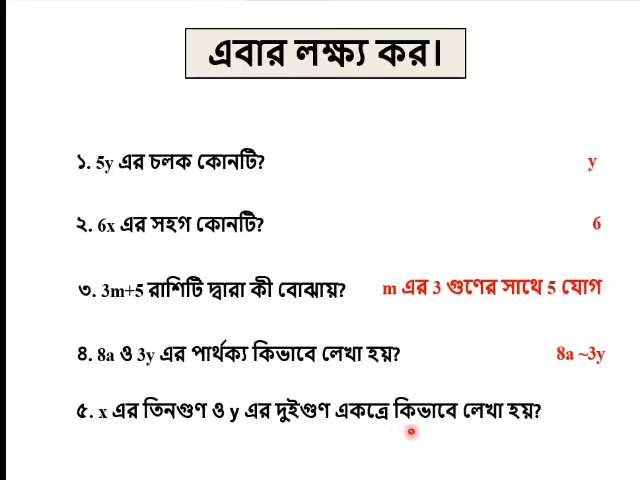 এবার লক্ষ্য কর।
১. 5y এর চলক কোনটি? y
২. 6x এর সহগ কোনটি? 6
৩. 3m+5 রাশিটি দ্বারা কী বোঝায়? m এর 3 গুণের সাথে 5 যোগ
৪. 8a ও 3y এর পার্থক্য কিভাবে লেখা হয়? 8a ~3y
৫. x এর তিনগুণ ও y এর দুইগুণ একত্রে কিভাবে লেখা হয়?